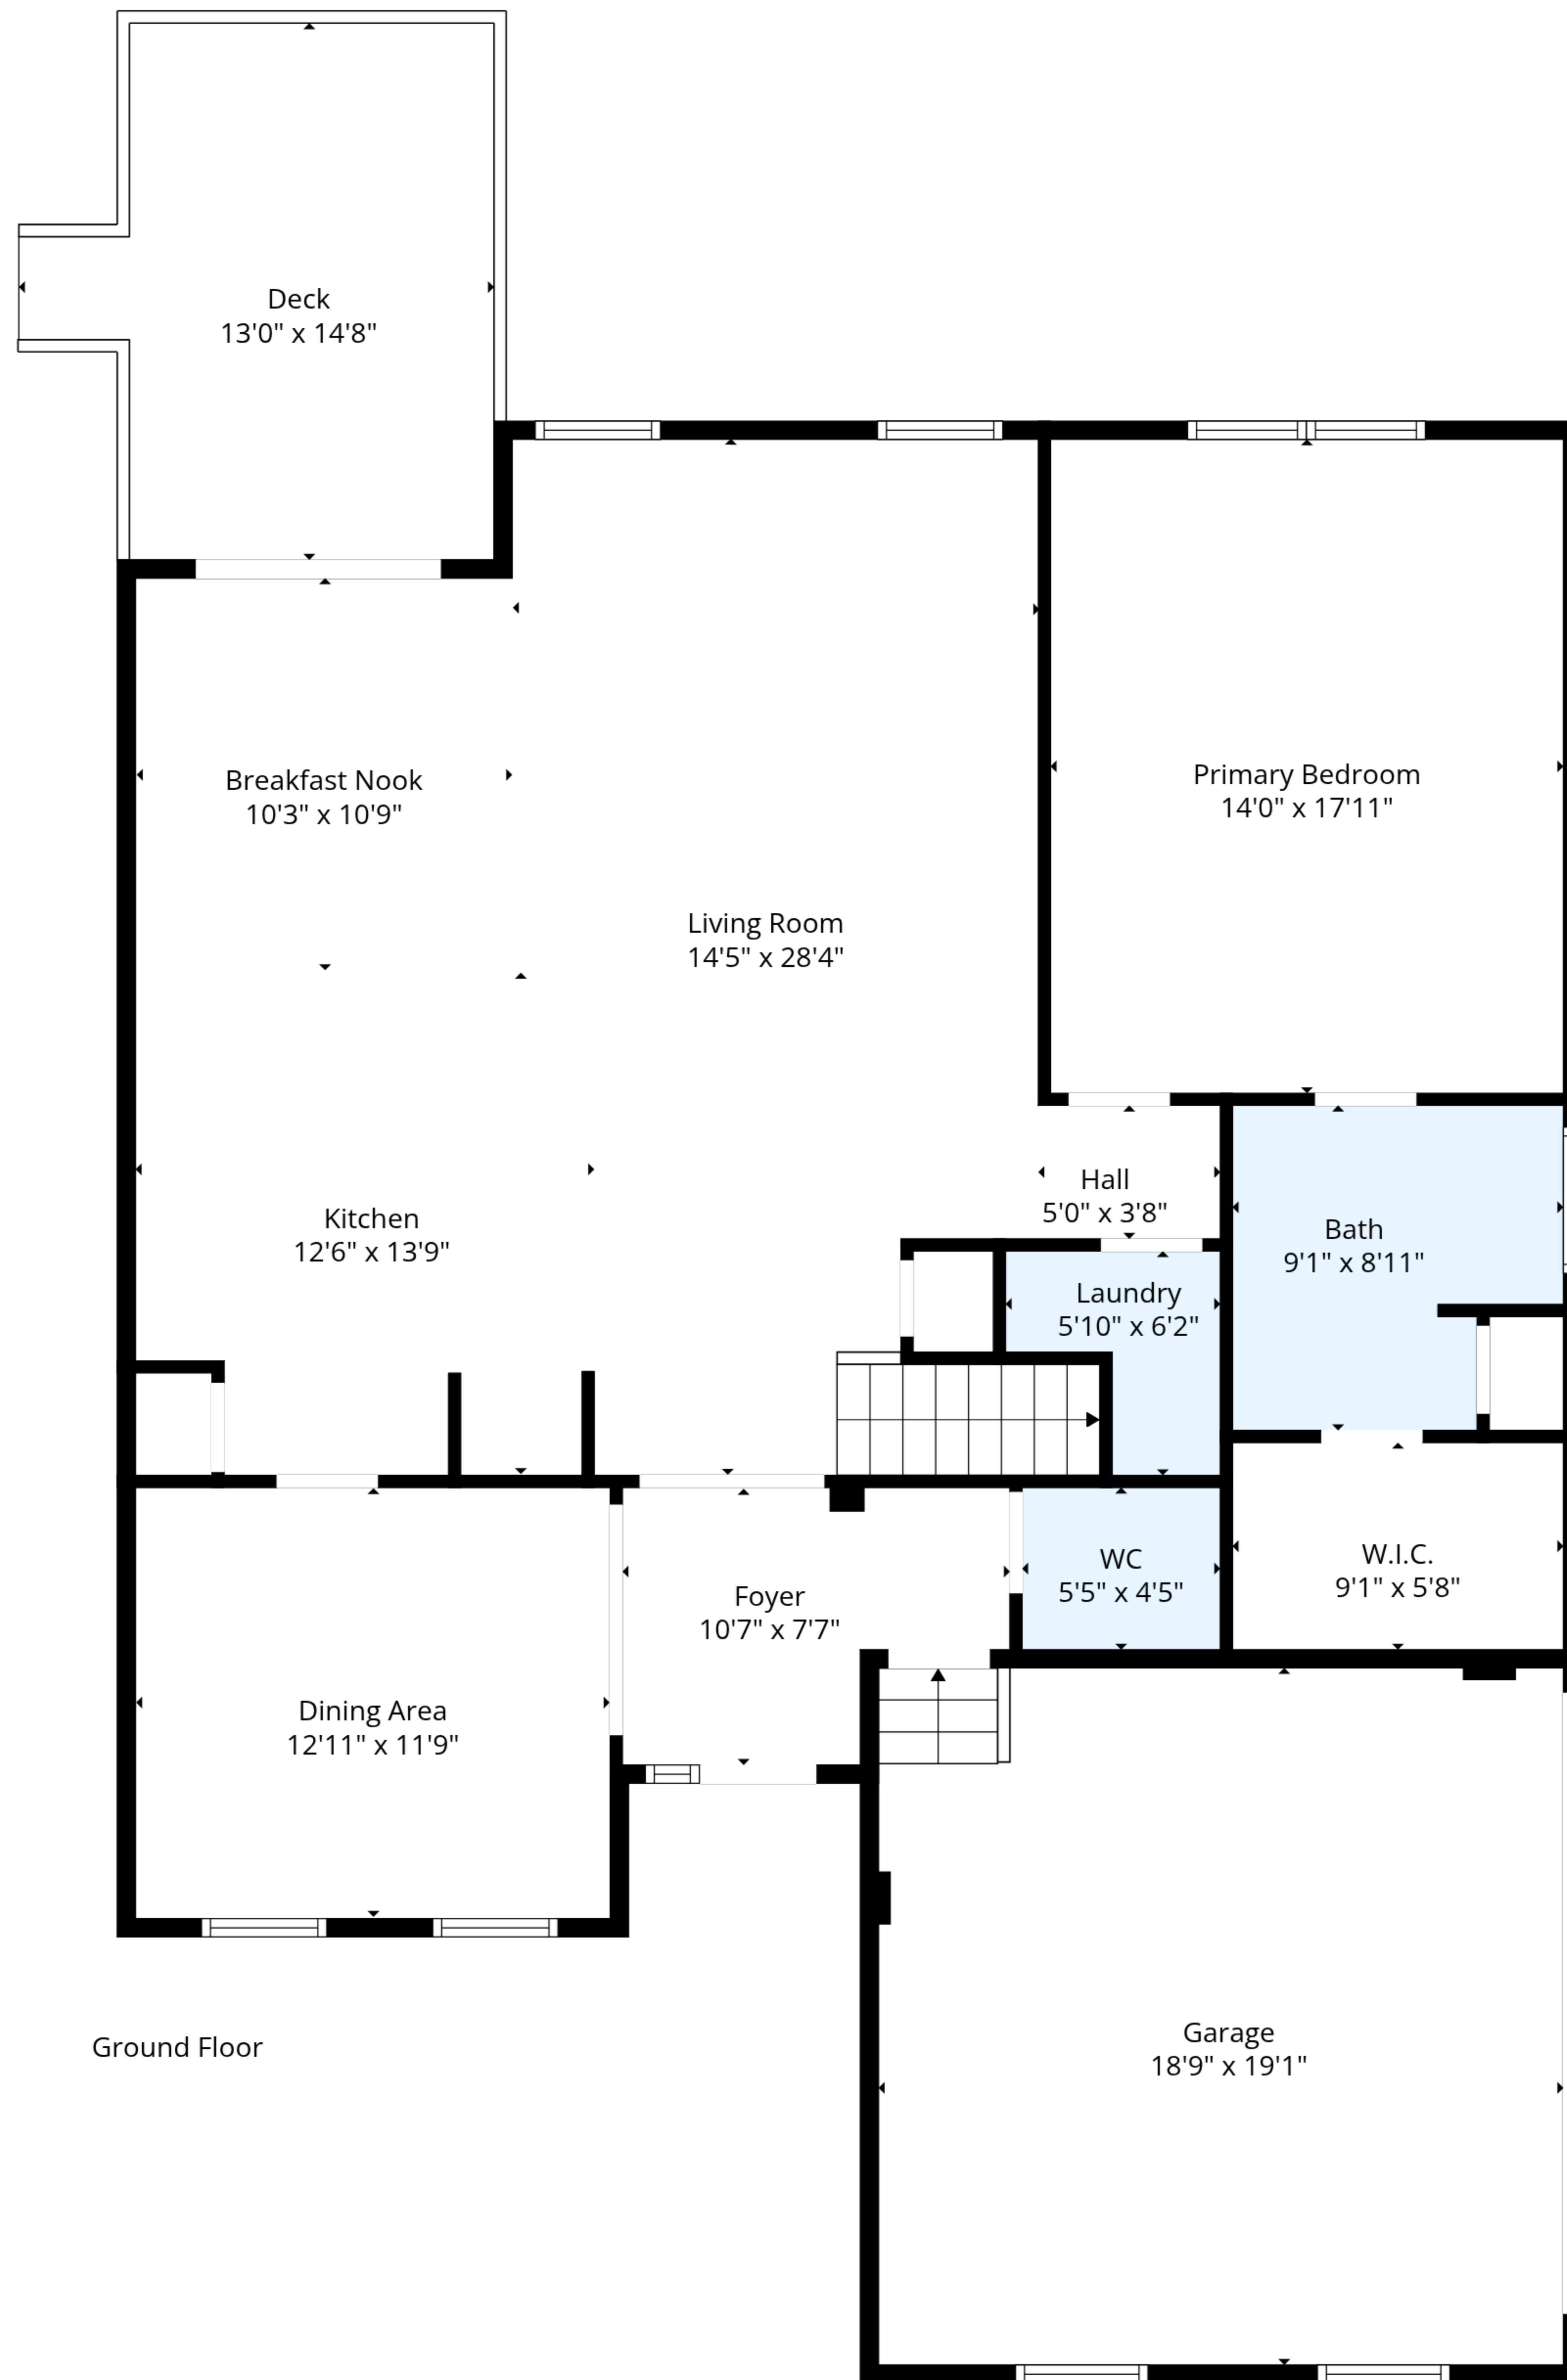 Deck
13'0" x 14'8"
Breakfast Nook
10'3" x 10'9"
Primary Bedroom
14'0" x 17'11"
Living Room
14'5" x 28'4"
Hall
5'0" x 3'8"
Kitchen
12'6" x 13'9"
Bath
9'1" x 8'11"
Laundry
5'10" x 6'2"
WC
5'5" x 4'5"
W.I.C.
9'1" x 5'8"
Foyer
10'7" x 7'7"
Dining Area
12'11" x 11'9"
Garage
18'9" x 19'1"
Ground Floor